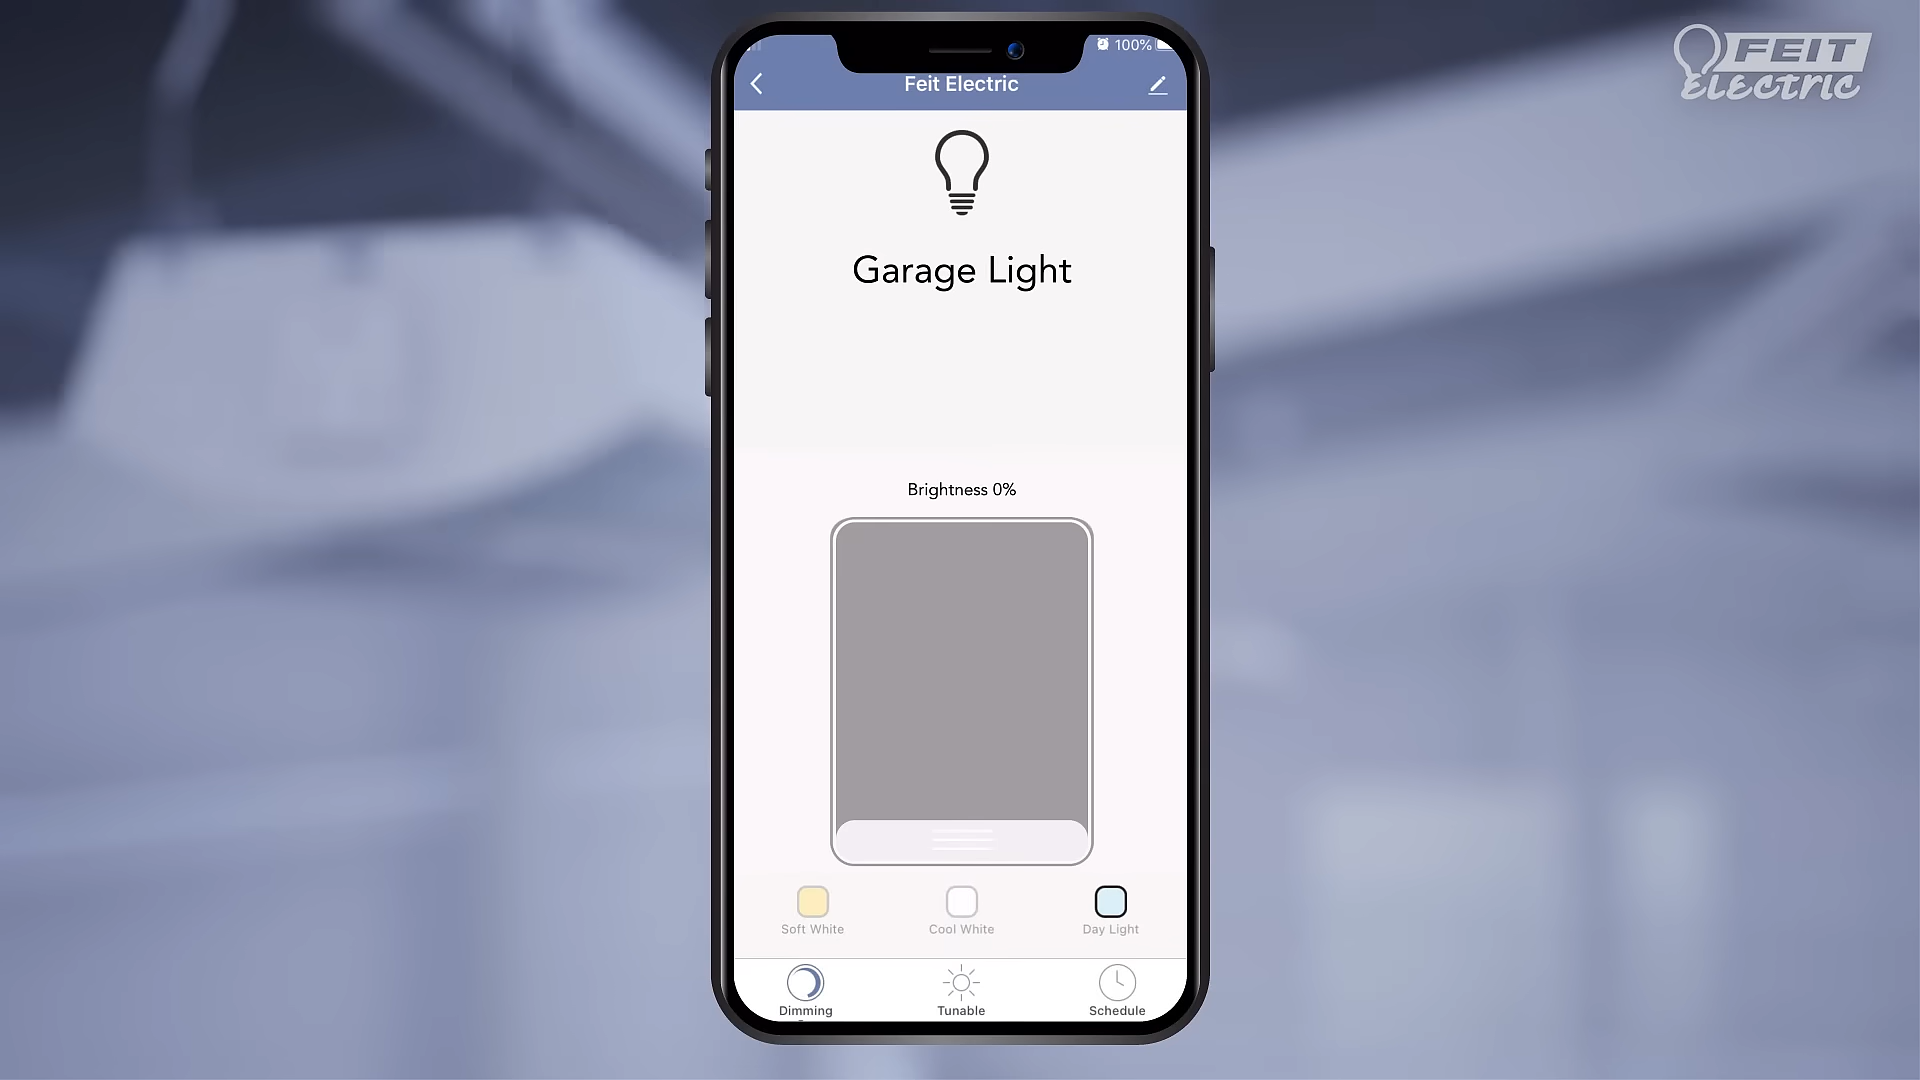 100%
Feit Electric
FEIT
Electric
Garage Light
Brightness 0%
Soft White
Cool White
Day Light
Dimming
Tunable
Schedule